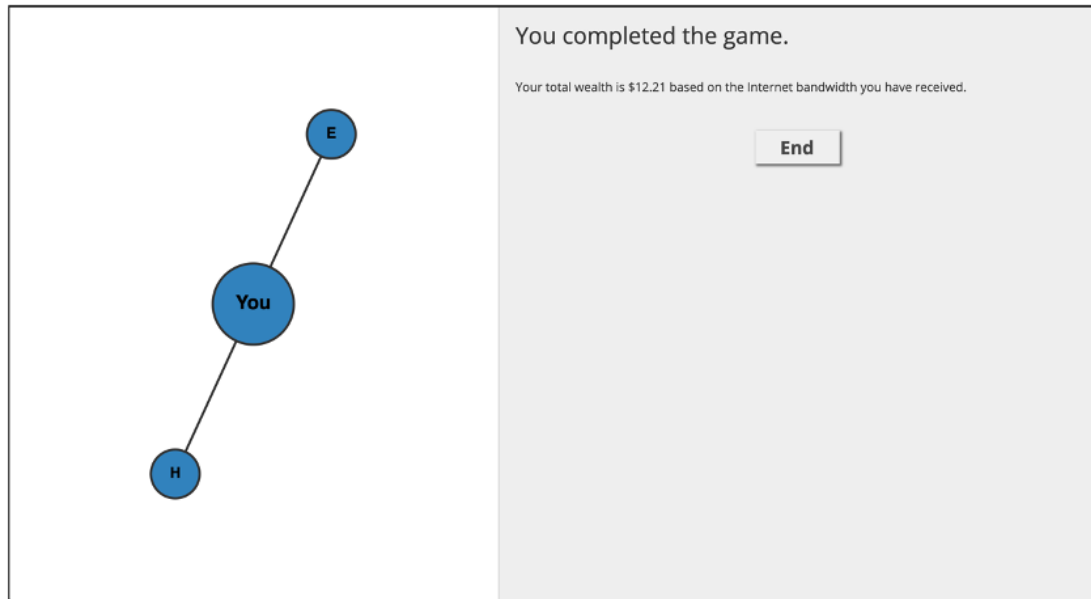 You completed the game.
Your total wealth is $12.21 based on the Internet bandwidth you have received.
End
E
You
H